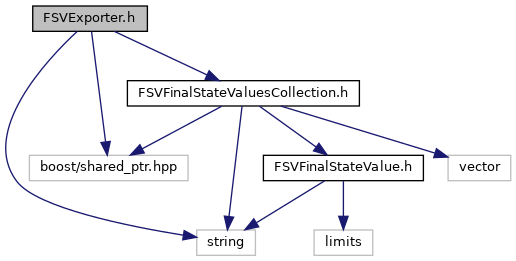 FSVExporter.h
FSVFinalStateValuesCollection.h
boost/shared_ptr.hpp
FSVFinalStateValue.h
vector
string
limits